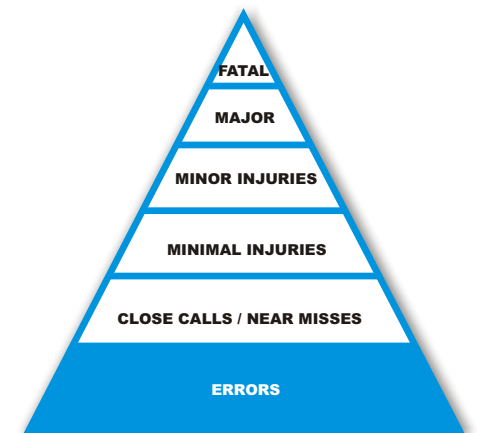 FATAL
MAJOR
MINOR INJURIES
MINIMAL INJURIES
CLOSE CALLS / NEAR MISSES
ERRORS